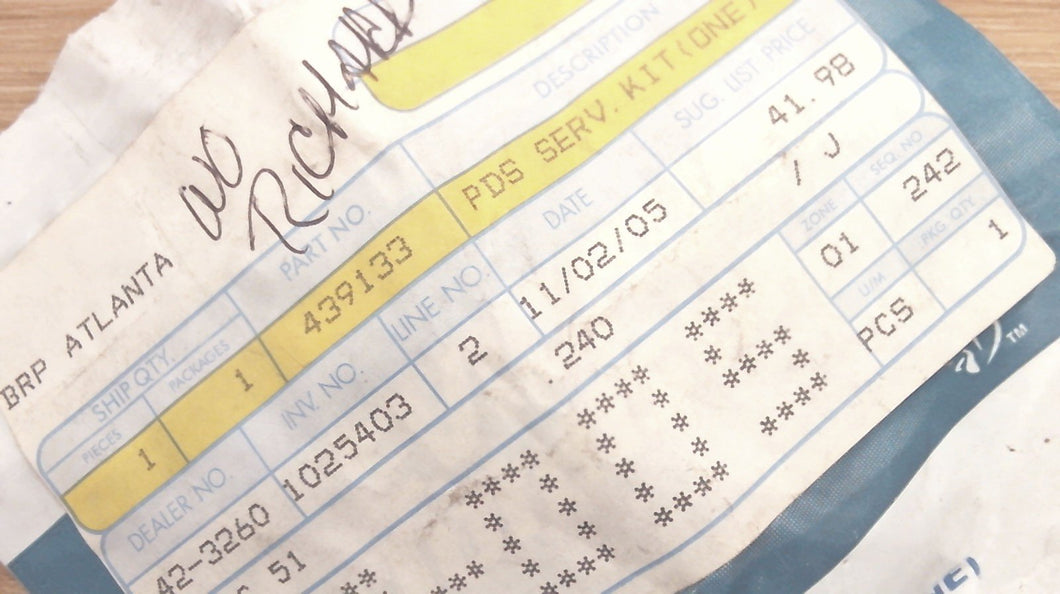 BRP ATLANTA
WO
DESCRIPTION
PART NO.
PDS SERV. KIT(ONE)
SHIP QTY.
PIECES PACKAGES
1 1 439133
SUG. LIST PRICE
41.98
DEALER NO. INV. NO. LINE NO. DATE
42-3260 1025403 2 11/02/05 / J
ZONE SEQ. NO
01 242
U/M PKG QTY.
PCS 1
51 .240
TM